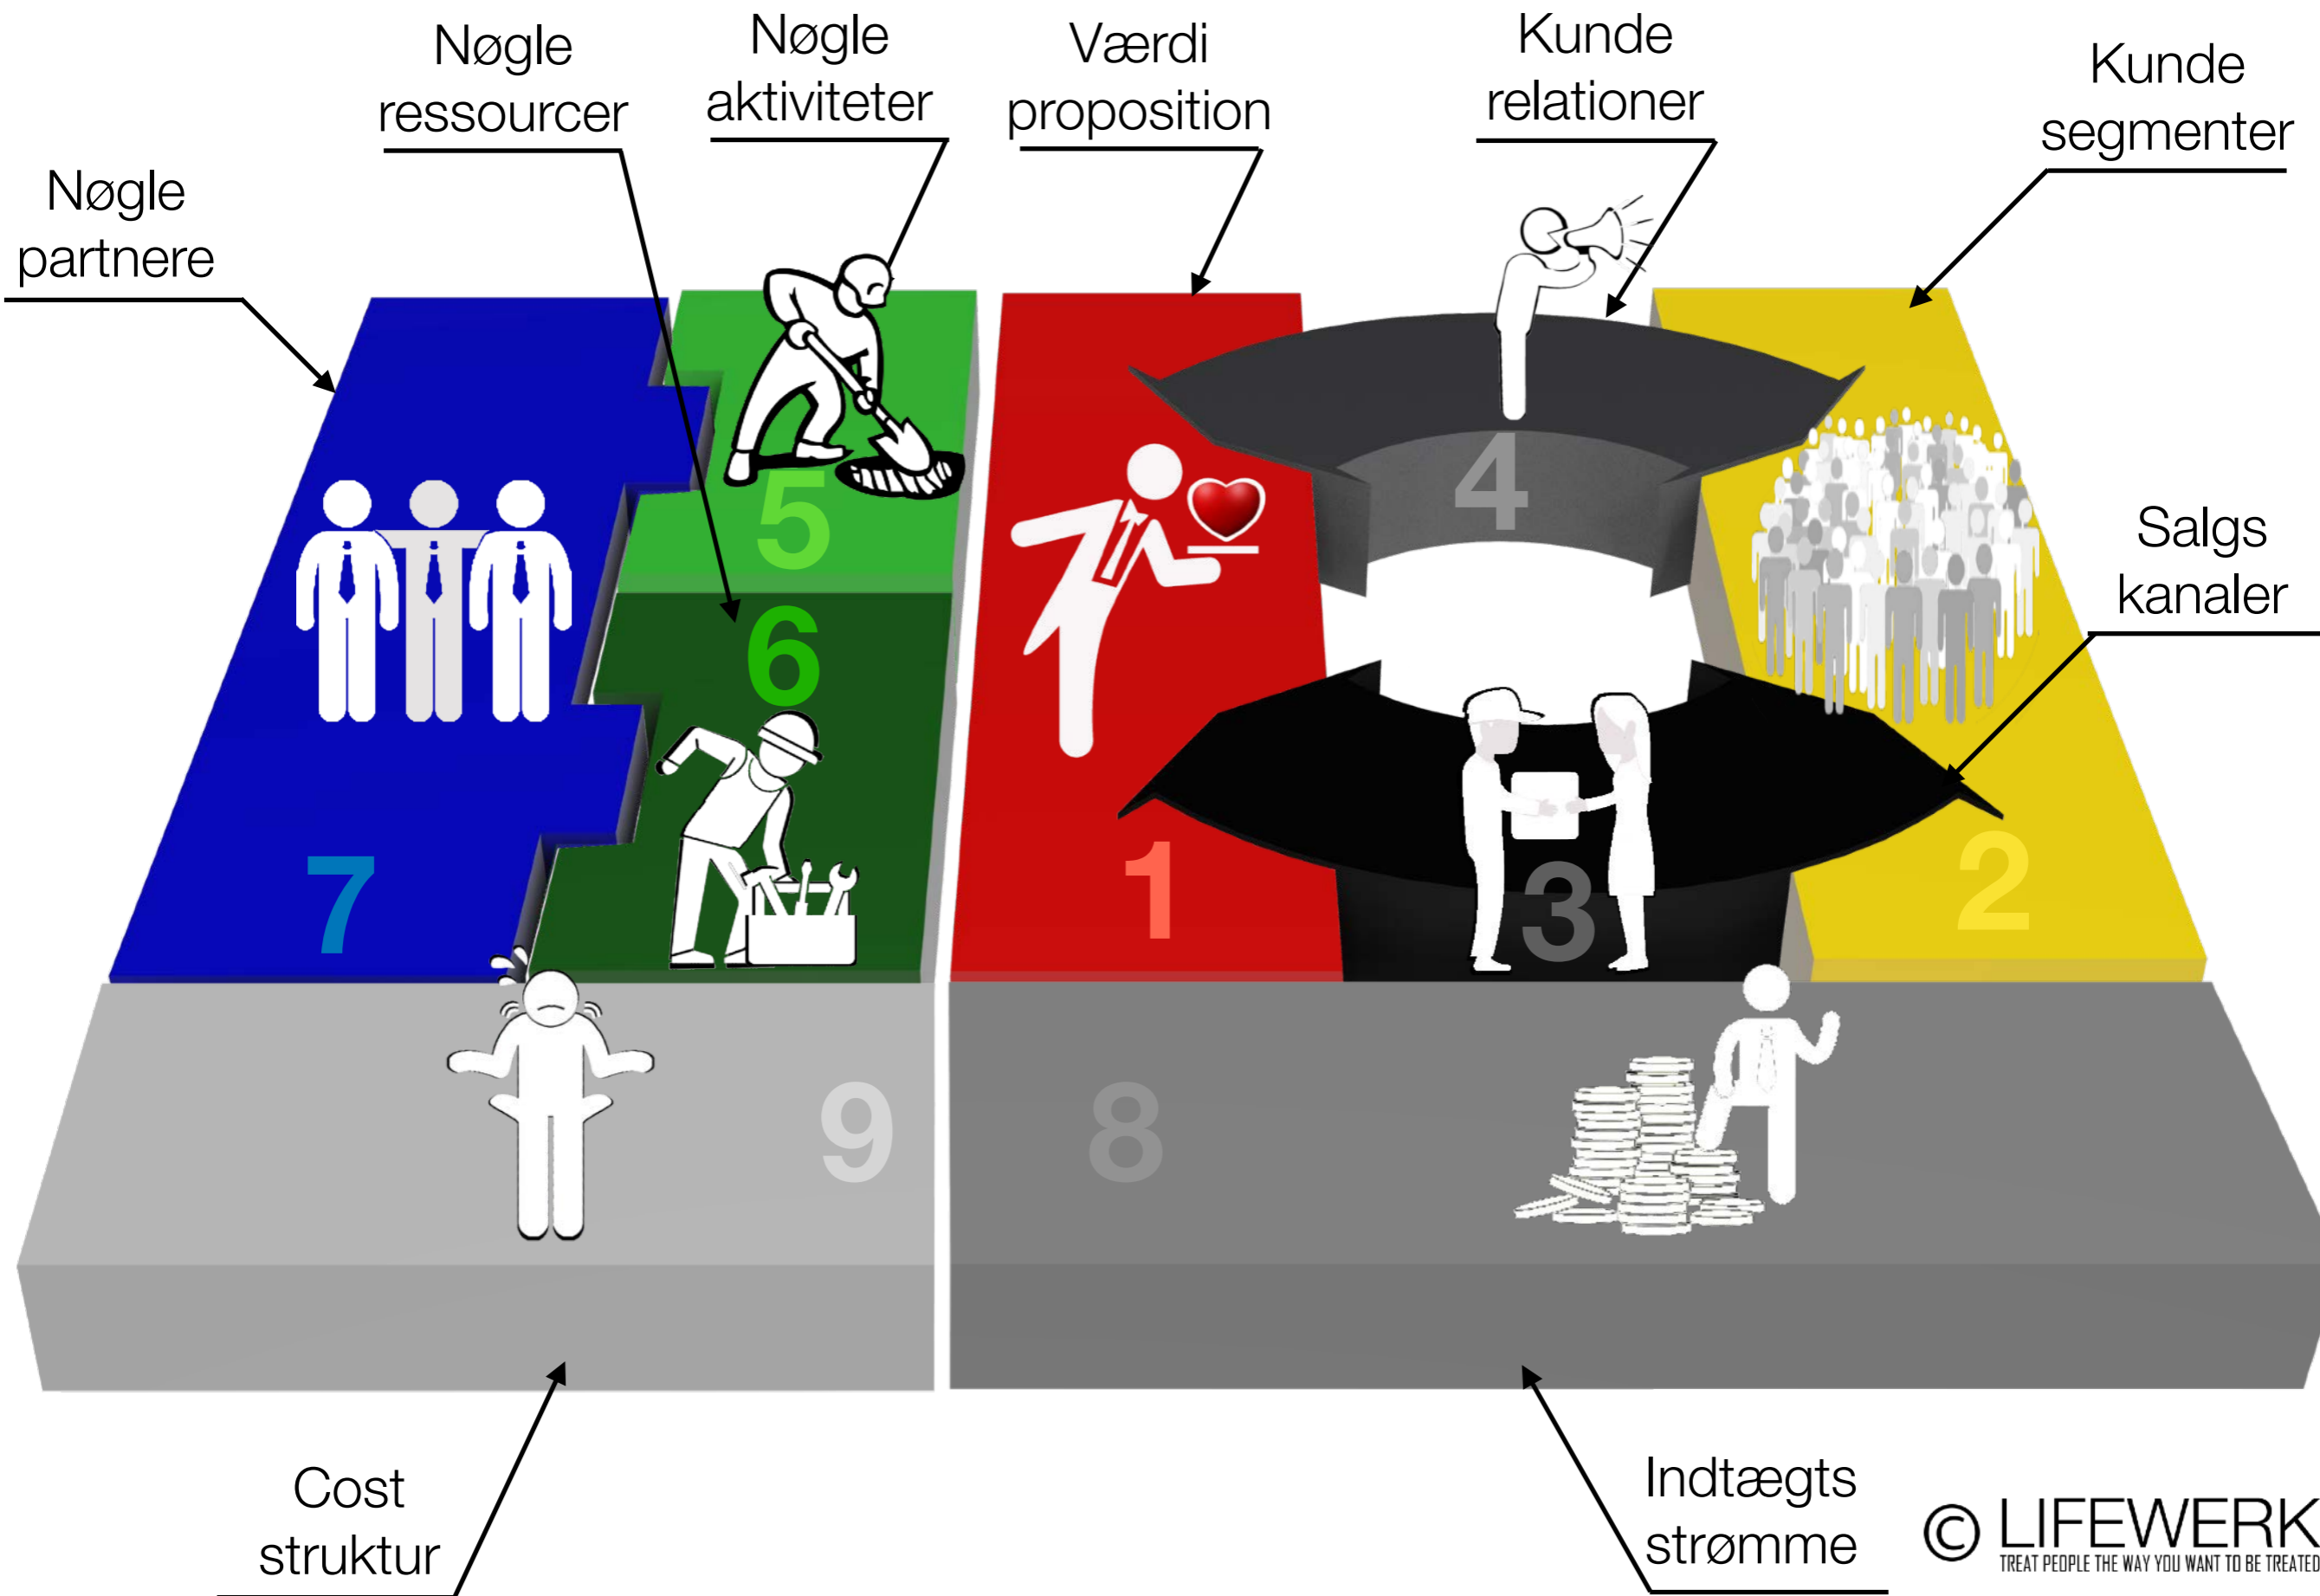 Nøgle
partnere
Nøgle
ressourcer
Nøgle
aktiviteter
Værdi
proposition
Kunde
relationer
Kunde
segmenter
Salgs
kanaler
4
5
6
7
1
3
2
9
8
Cost
struktur
Indtægts
strømme
© LIFEWERK
TREAT PEOPLE THE WAY YOU WANT TO BE TREATED